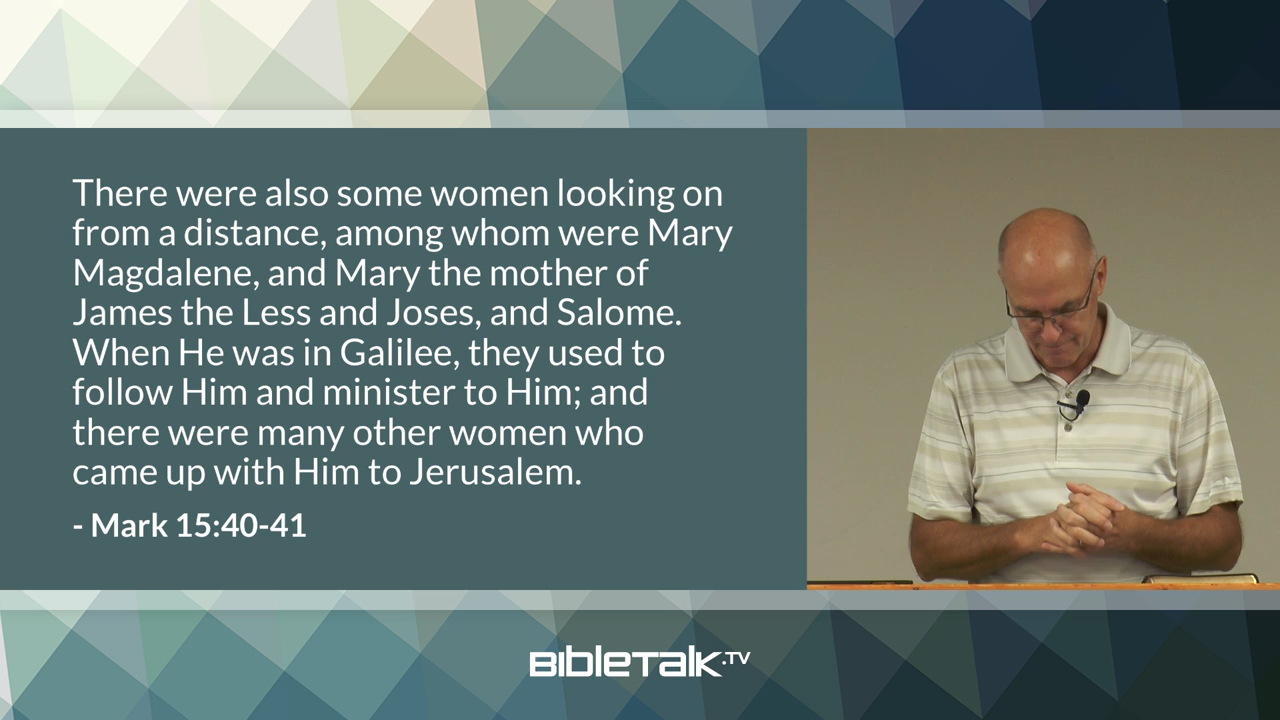 There were also some women looking on
from a distance, among whom were Mary
Magdalene, and Mary the mother of
James the Less and Joses, and Salome.
When He was in Galilee, they used to
follow Him and minister to Him; and
there were many other women who
came up with Him to Jerusalem.
- Mark 15:40-41
BIBLETALK.TV